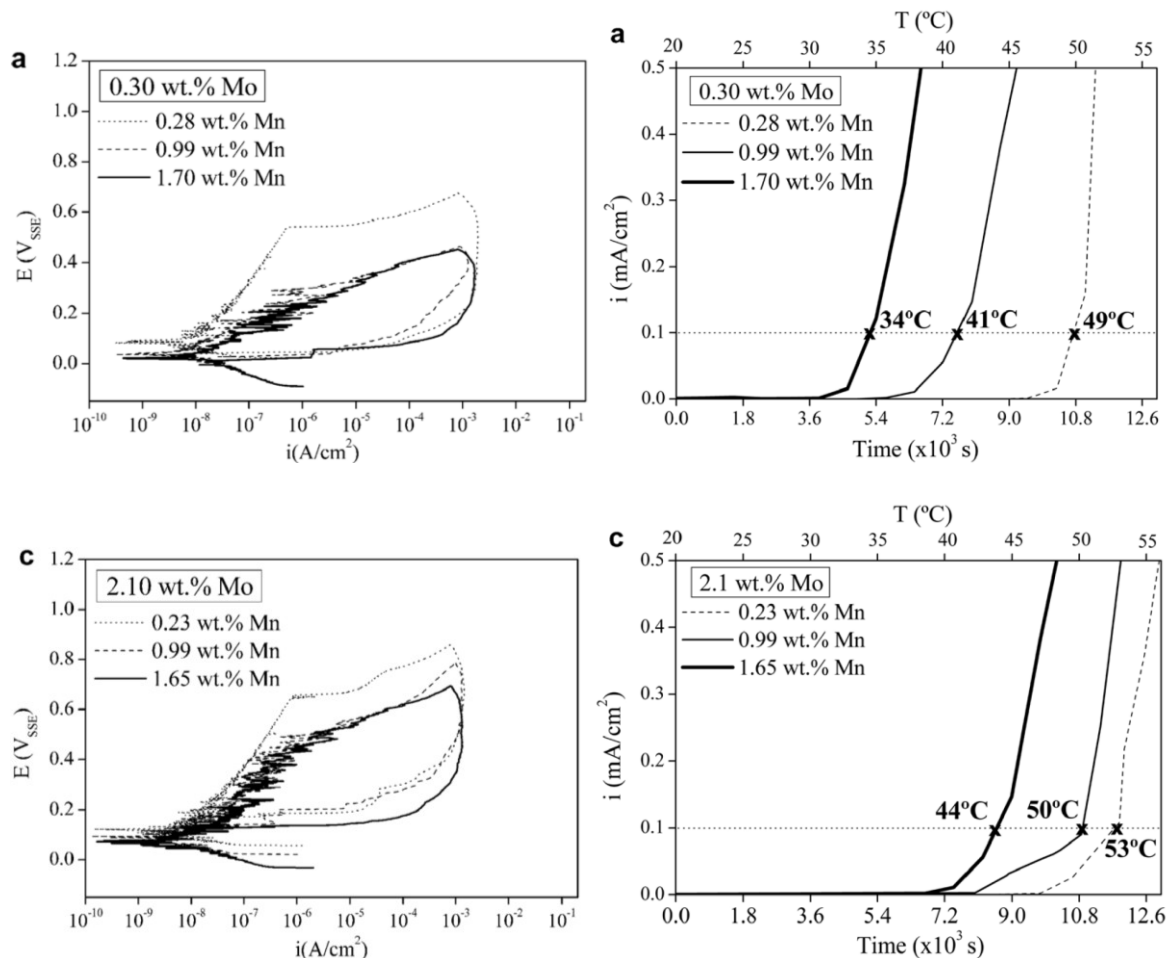 a
0.30 wt.% Mo
0.28 wt.% Mn
0.99 wt.% Mn
1.70 wt.% Mn
1.2
1.0
0.8
0.6
0.4
0.2
0.0
E (V_SSE)
10^-10 10^-9 10^-8 10^-7 10^-6 10^-5 10^-4 10^-3 10^-2 10^-1
i(A/cm^2)
a
T (ºC)
20 25 30 35 40 45 50 55
0.30 wt.% Mo
0.28 wt.% Mn
0.99 wt.% Mn
1.70 wt.% Mn
0.5
0.4
0.3
0.2
0.1
0.0
i (mA/cm^2)
34ºC 41ºC 49ºC
0.0 1.8 3.6 5.4 7.2 9.0 10.8 12.6
Time (x10^3 s)
c
2.10 wt.% Mo
0.23 wt.% Mn
0.99 wt.% Mn
1.65 wt.% Mn
1.2
1.0
0.8
0.6
0.4
0.2
0.0
E (V_SSE)
10^-10 10^-9 10^-8 10^-7 10^-6 10^-5 10^-4 10^-3 10^-2 10^-1
i(A/cm^2)
c
T (ºC)
20 25 30 35 40 45 50 55
2.1 wt.% Mo
0.23 wt.% Mn
0.99 wt.% Mn
1.65 wt.% Mn
0.5
0.4
0.3
0.2
0.1
0.0
i (mA/cm^2)
44ºC 50ºC
53ºC
0.0 1.8 3.6 5.4 7.2 9.0 10.8 12.6
Time (x10^3 s)